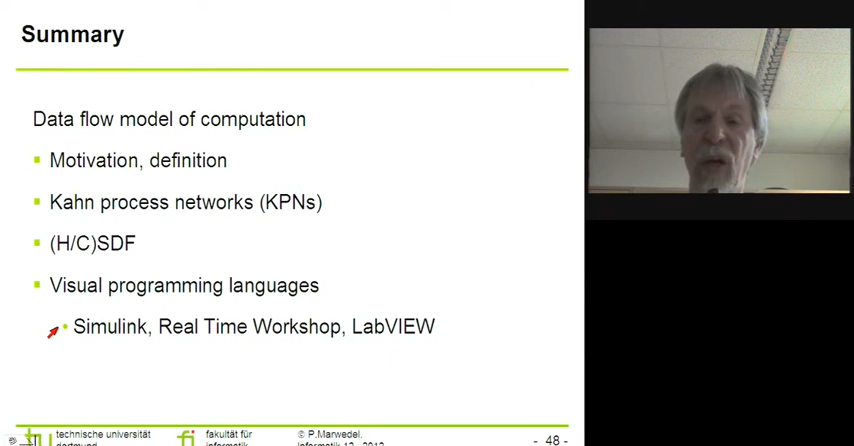 Summary
Data flow model of computation
Motivation, definition
Kahn process networks (KPNs)
(H/C)SDF
Visual programming languages
Simulink, Real Time Workshop, LabVIEW
technische universität
dortmund
fakultät für
informatik
© P.Marwedel,
informatik 12, 2012
- 48 -